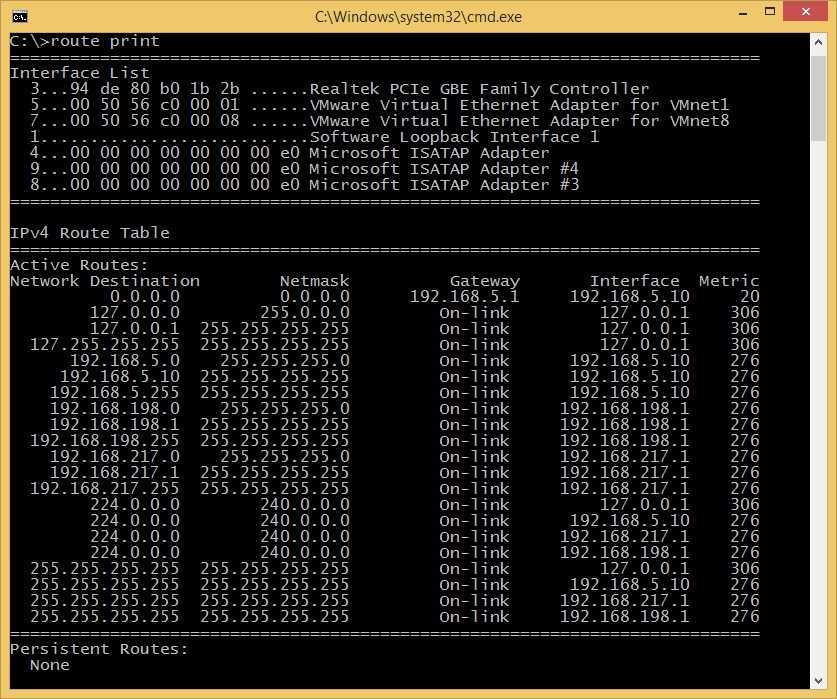 C:\Windows\system32\cmd.exe
C:\>route print
===========================================================================
Interface List
  3...94 de 80 b0 1b 2b ......Realtek PCIe GBE Family Controller
  5...00 50 56 c0 00 01 ......VMware Virtual Ethernet Adapter for VMnet1
  7...00 50 56 c0 00 08 ......VMware Virtual Ethernet Adapter for VMnet8
  1...........................Software Loopback Interface 1
  4...00 00 00 00 00 00 00 e0 Microsoft ISATAP Adapter
  9...00 00 00 00 00 00 00 e0 Microsoft ISATAP Adapter #4
  8...00 00 00 00 00 00 00 e0 Microsoft ISATAP Adapter #3
===========================================================================
IPv4 Route Table
===========================================================================
Active Routes:
Network Destination        Netmask          Gateway       Interface  Metric
          0.0.0.0          0.0.0.0      192.168.5.1     192.168.5.10     20
        127.0.0.0        255.0.0.0         On-link         127.0.0.1    306
        127.0.0.1  255.255.255.255         On-link         127.0.0.1    306
  127.255.255.255  255.255.255.255         On-link         127.0.0.1    306
      192.168.5.0    255.255.255.0         On-link      192.168.5.10    276
     192.168.5.10  255.255.255.255         On-link      192.168.5.10    276
    192.168.5.255  255.255.255.255         On-link      192.168.5.10    276
    192.168.198.0    255.255.255.0         On-link     192.168.198.1    276
    192.168.198.1  255.255.255.255         On-link     192.168.198.1    276
  192.168.198.255  255.255.255.255         On-link     192.168.198.1    276
    192.168.217.0    255.255.255.0         On-link     192.168.217.1    276
    192.168.217.1  255.255.255.255         On-link     192.168.217.1    276
  192.168.217.255  255.255.255.255         On-link     192.168.217.1    276
        224.0.0.0        240.0.0.0         On-link         127.0.0.1    306
        224.0.0.0        240.0.0.0         On-link      192.168.5.10    276
        224.0.0.0        240.0.0.0         On-link     192.168.217.1    276
        224.0.0.0        240.0.0.0         On-link     192.168.198.1    276
  255.255.255.255  255.255.255.255         On-link         127.0.0.1    306
  255.255.255.255  255.255.255.255         On-link      192.168.5.10    276
  255.255.255.255  255.255.255.255         On-link     192.168.217.1    276
  255.255.255.255  255.255.255.255         On-link     192.168.198.1    276
===========================================================================
Persistent Routes:
  None